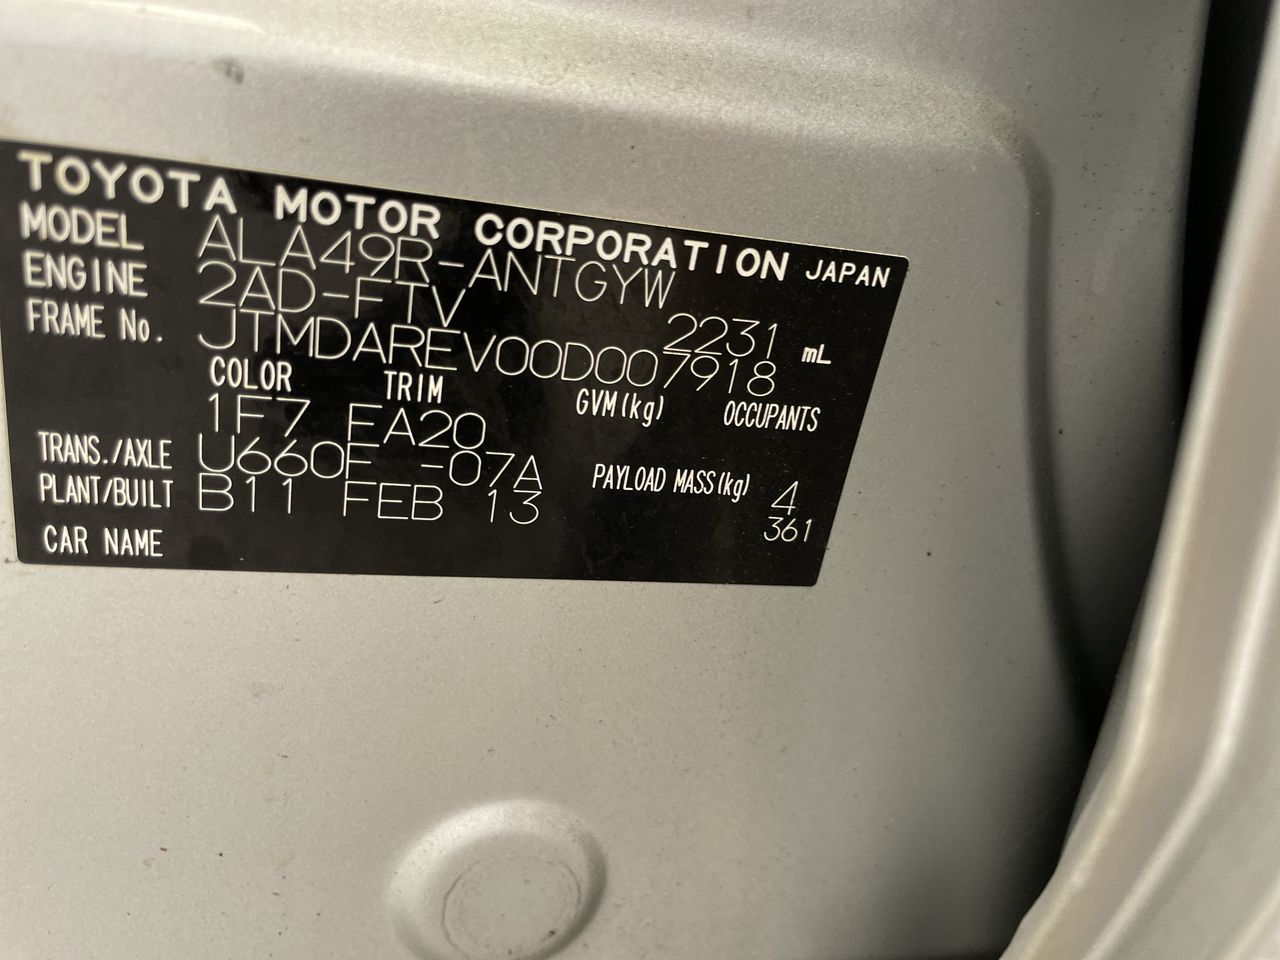 TOYOTA MOTOR CORPORATION JAPAN
MODEL ALA49R-ANTGYW
ENGINE 2AD-FTV 2231 mL
FRAME No. JTMDAREV00D007918
COLOR TRIM GVM(kg) OCCUPANTS
1F7 EA20
TRANS./AXLE U660E -07A PAYLOAD MASS(kg) 4
PLANT/BUILT B11 FEB 13 361
CAR NAME